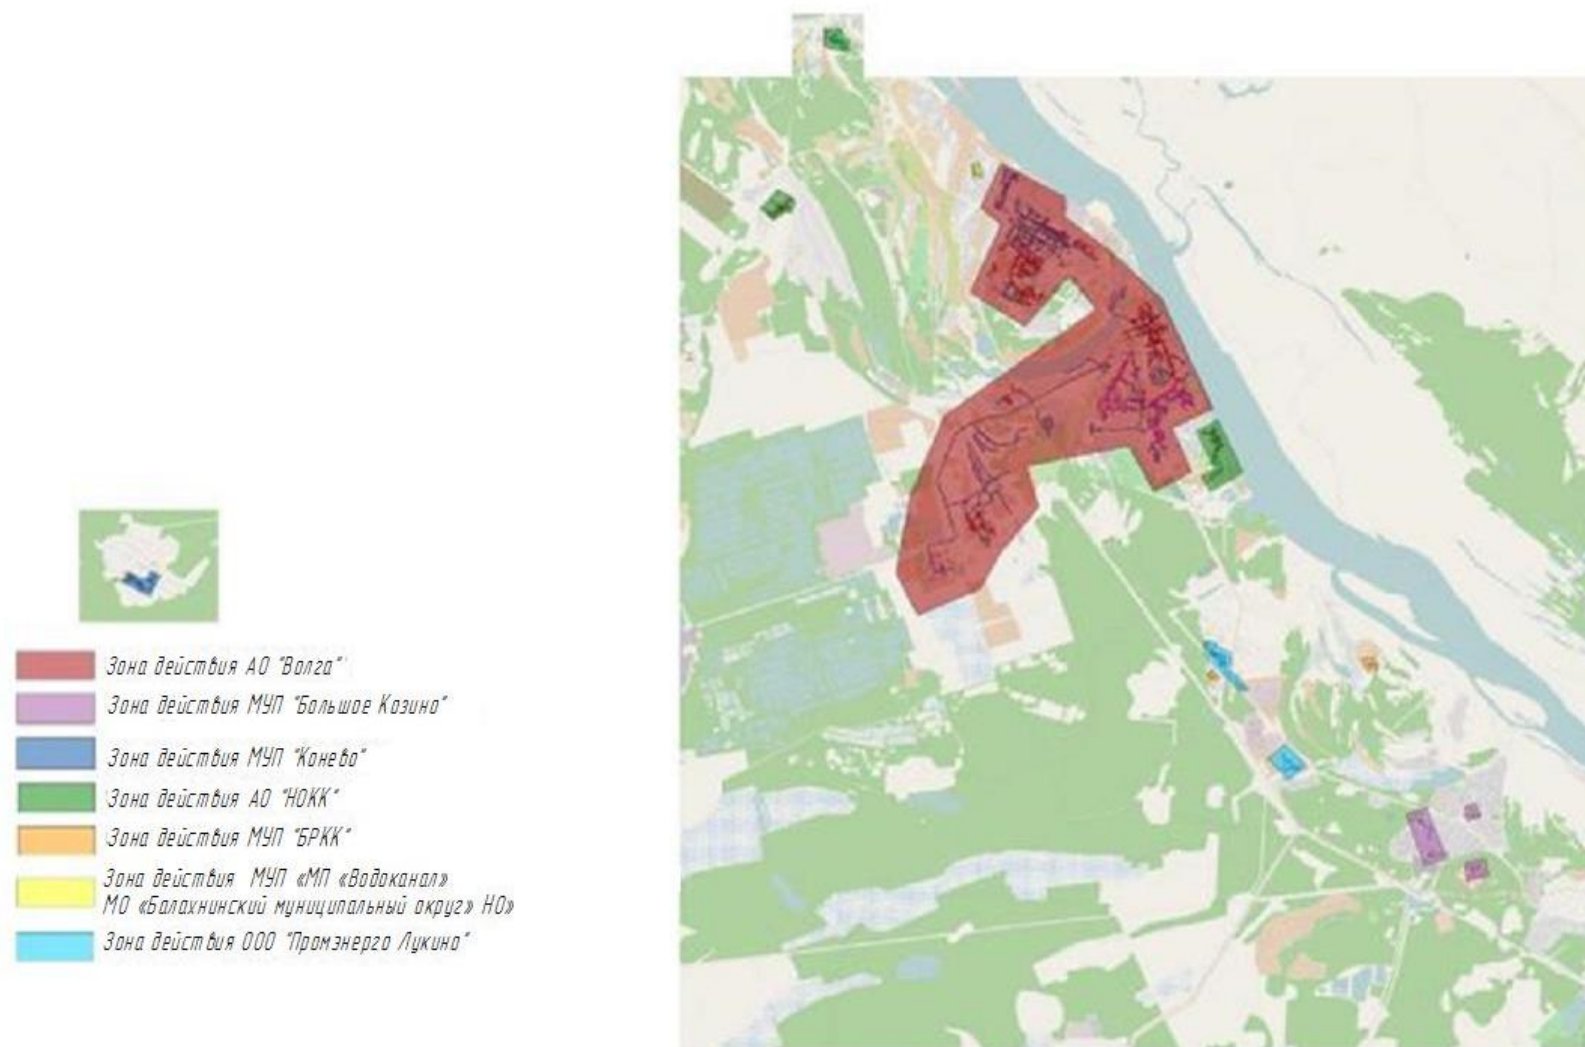 Зона действия АО "Волга"
Зона действия МУП "Большое Козино"
Зона действия МУП "Конево"
Зона действия АО "НОКК"
Зона действия МУП "БРКК"
Зона действия МУП «МП «Водоканал»
МО «Балахнинский муниципальный округ» НО»
Зона действия ООО "Промэнерго Лукино"